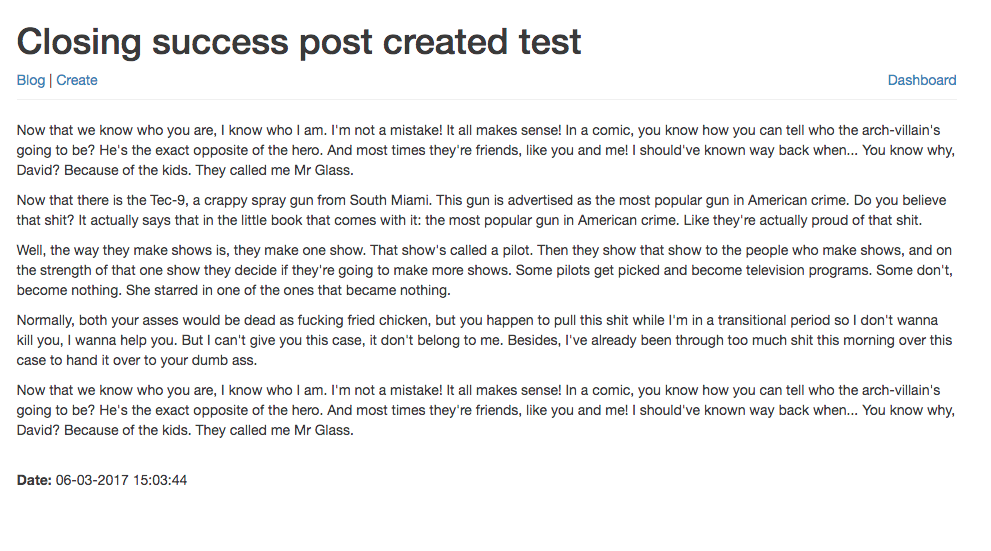 Closing success post created test
Blog | Create Dashboard
Now that we know who you are, I know who I am. I'm not a mistake! It all makes sense! In a comic, you know how you can tell who the arch-villain's
going to be? He's the exact opposite of the hero. And most times they're friends, like you and me! I should've known way back when... You know why,
David? Because of the kids. They called me Mr Glass.
Now that there is the Tec-9, a crappy spray gun from South Miami. This gun is advertised as the most popular gun in American crime. Do you believe
that shit? It actually says that in the little book that comes with it: the most popular gun in American crime. Like they're actually proud of that shit.
Well, the way they make shows is, they make one show. That show's called a pilot. Then they show that show to the people who make shows, and on
the strength of that one show they decide if they're going to make more shows. Some pilots get picked and become television programs. Some don't,
become nothing. She starred in one of the ones that became nothing.
Normally, both your asses would be dead as fucking fried chicken, but you happen to pull this shit while I'm in a transitional period so I don't wanna
kill you, I wanna help you. But I can't give you this case, it don't belong to me. Besides, I've already been through too much shit this morning over this
case to hand it over to your dumb ass.
Now that we know who you are, I know who I am. I'm not a mistake! It all makes sense! In a comic, you know how you can tell who the arch-villain's
going to be? He's the exact opposite of the hero. And most times they're friends, like you and me! I should've known way back when... You know why,
David? Because of the kids. They called me Mr Glass.
Date: 06-03-2017 15:03:44